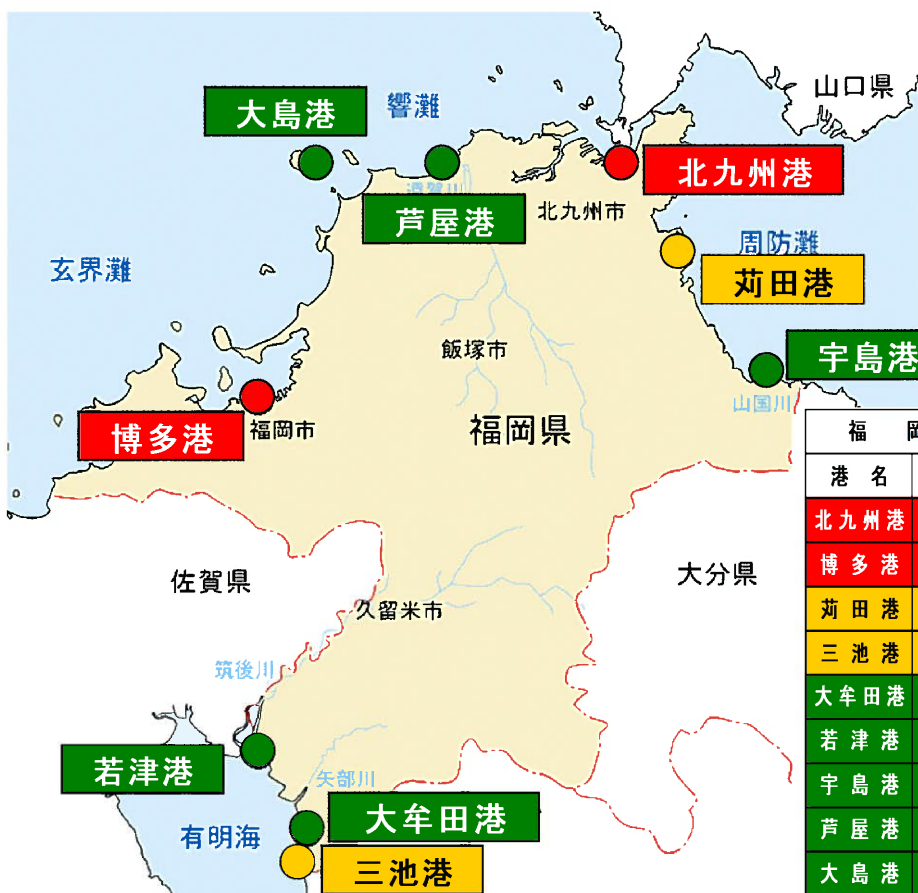 山口県
響灘
大島港
北九州港
遠賀川
芦屋港
北九州市
周防灘
玄界灘
苅田港
飯塚市
宇島港
山国川
博多港
福岡市
福岡県
佐賀県
大分県
久留米市
筑後川
若津港
矢部川
有明海
大牟田港
三池港
福 岡
港 名
北九州港
博 多 港
苅 田 港
三 池 港
大牟田港
若 津 港
宇 島 港
芦 屋 港
大 島 港